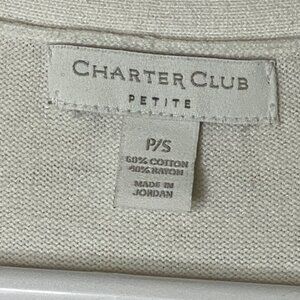 CHARTER CLUB
PETITE
P/S
60% COTTON
40% RAYON
MADE IN
JORDAN